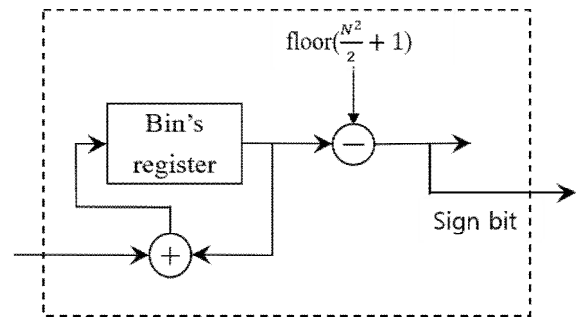 floor(N²/2 + 1)
Bin's
register
−
+
Sign bit